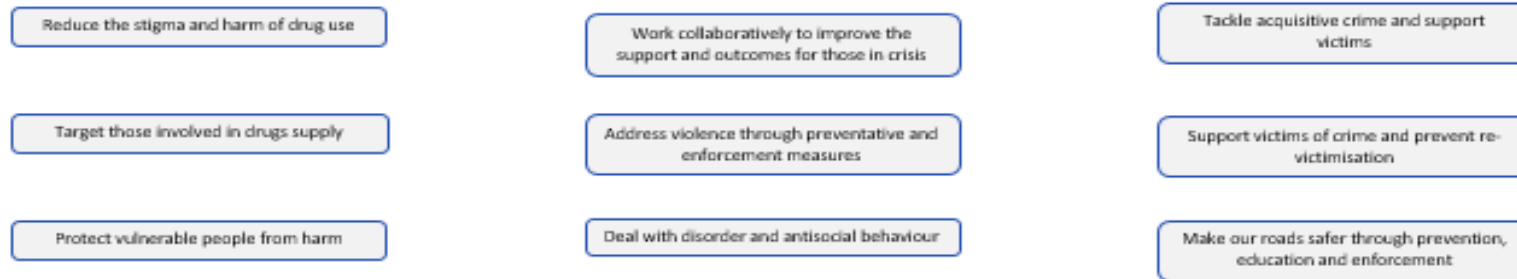 Reduce the stigma and harm of drug use
Work collaboratively to improve the
support and outcomes for those in crisis
Tackle acquisitive crime and support
victims
Target those involved in drugs supply
Address violence through preventative and
enforcement measures
Support victims of crime and prevent re-
victimisation
Protect vulnerable people from harm
Deal with disorder and antisocial behaviour
Make our roads safer through prevention,
education and enforcement